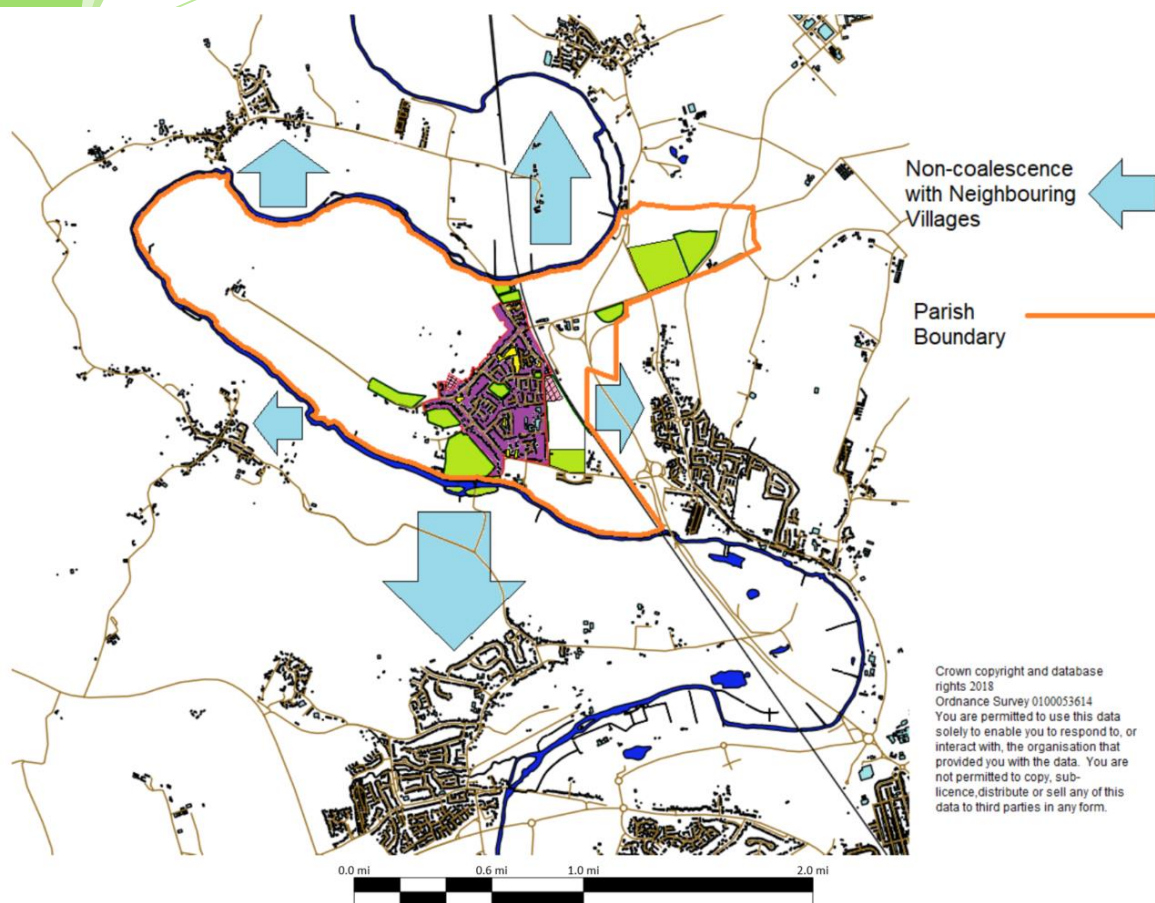 Non-coalescence
with Neighbouring
Villages
Parish
Boundary
Crown copyright and database
rights 2018
Ordnance Survey 0100053614
You are permitted to use this data
solely to enable you to respond to, or
interact with, the organisation that
provided you with the data. You are
not permitted to copy, sub-
licence,distribute or sell any of this
data to third parties in any form.
0.0 mi 0.6 mi 1.0 mi 2.0 mi